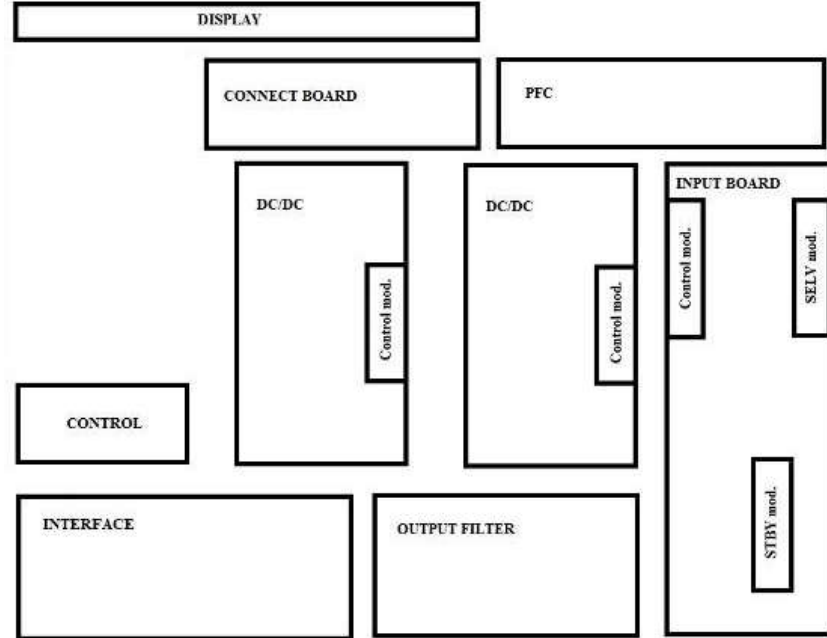 DISPLAY
CONNECT BOARD
PFC
DC/DC
Control mod.
DC/DC
Control mod.
INPUT BOARD
Control mod.
SELV mod.
STBY mod.
CONTROL
INTERFACE
OUTPUT FILTER